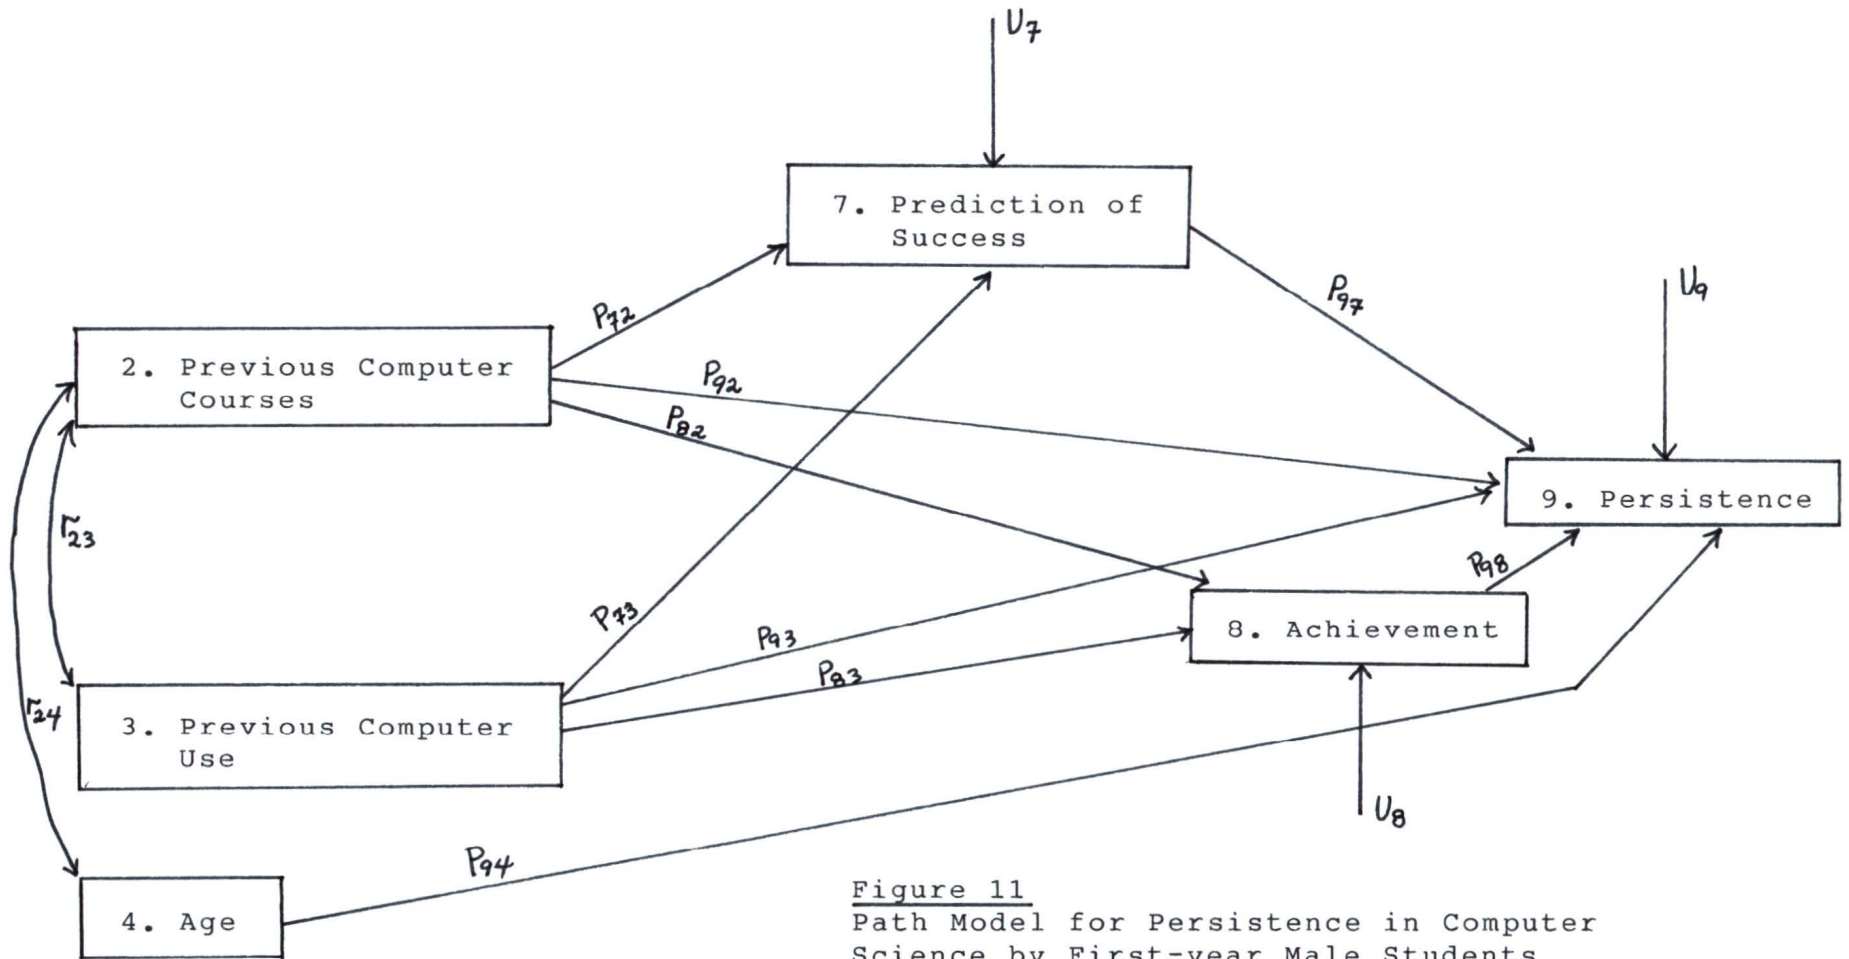 U7
7. Prediction of
Success
P97
U9
P72
2. Previous Computer
Courses
P92
P82
9. Persistence
r23
P98
P73
P93
8. Achievement
P83
r24
3. Previous Computer
Use
U8
P94
4. Age
Figure 11
Path Model for Persistence in Computer
Science by First-year Male Students